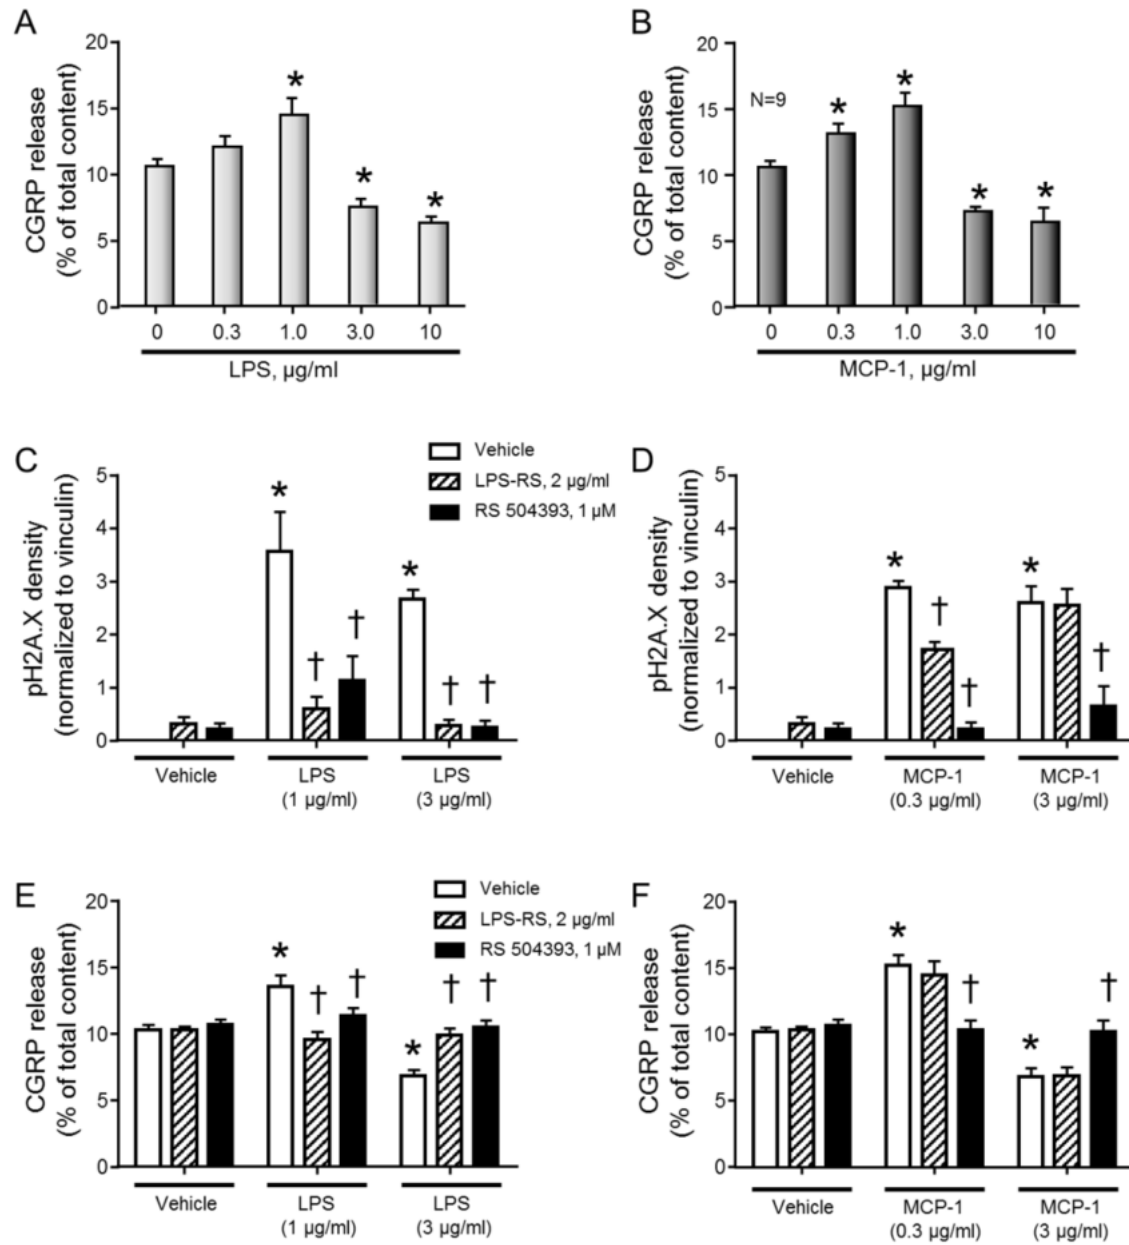 A
CGRP release
(% of total content)
20
15
10
5
0
*
*
*
0 0.3 1.0 3.0 10
LPS, µg/ml
B
CGRP release
(% of total content)
20
15
10
5
0
N=9
*
*
*
*
0 0.3 1.0 3.0 10
MCP-1, µg/ml
C
pH2A.X density
(normalized to vinculin)
5
4
3
2
1
0
Vehicle
LPS-RS, 2 µg/ml
RS 504393, 1 µM
*
†
†
*
†
†
Vehicle
LPS
(1 µg/ml)
LPS
(3 µg/ml)
D
pH2A.X density
(normalized to vinculin)
5
4
3
2
1
0
*
†
†
*
†
Vehicle
MCP-1
(0.3 µg/ml)
MCP-1
(3 µg/ml)
E
CGRP release
(% of total content)
20
15
10
5
0
Vehicle
LPS-RS, 2 µg/ml
RS 504393, 1 µM
*
†
†
*
†
†
Vehicle
LPS
(1 µg/ml)
LPS
(3 µg/ml)
F
CGRP release
(% of total content)
20
15
10
5
0
*
†
*
†
Vehicle
MCP-1
(0.3 µg/ml)
MCP-1
(3 µg/ml)